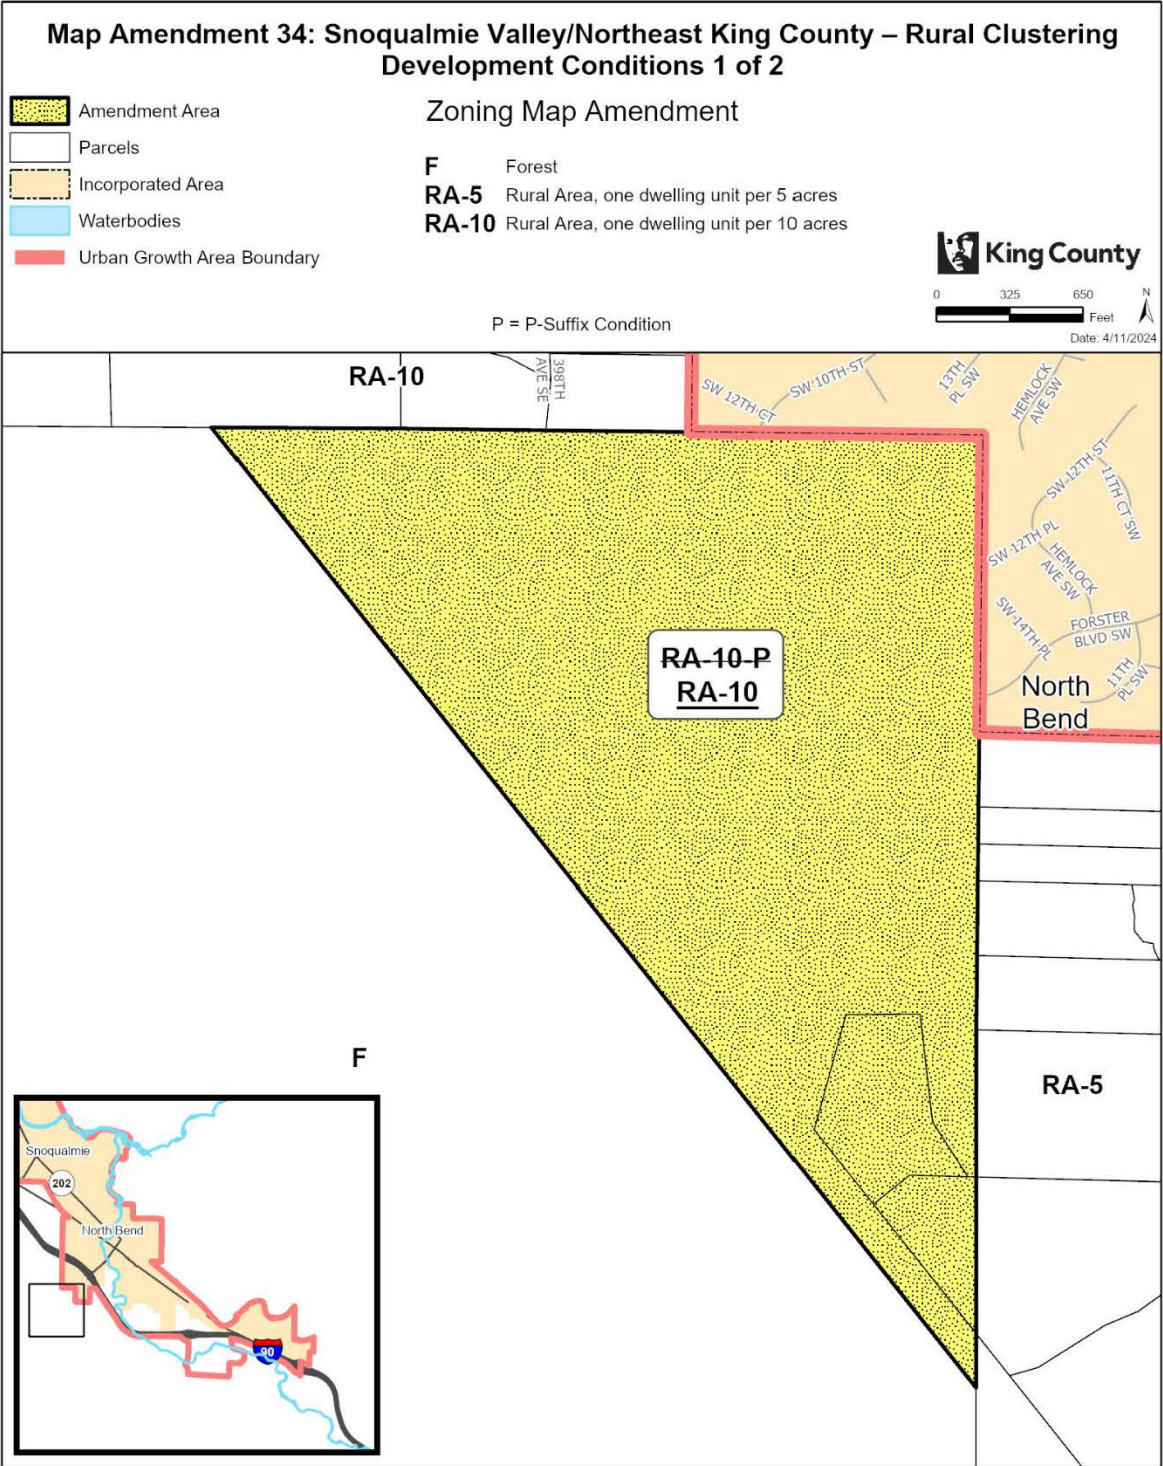 Map Amendment 34: Snoqualmie Valley/Northeast King County – Rural Clustering
Development Conditions 1 of 2
Zoning Map Amendment
Amendment Area
Parcels
Incorporated Area
Waterbodies
Urban Growth Area Boundary
F Forest
RA-5 Rural Area, one dwelling unit per 5 acres
RA-10 Rural Area, one dwelling unit per 10 acres
P = P-Suffix Condition
King County
0 325 650
Feet
N
Date: 4/11/2024
RA-10
398TH
AVE SE
SW 12TH CT
SW 10TH ST
13TH
PL SW
HEMLOCK
AVE SW
SW 12TH ST
11TH CT SW
SW 12TH PL
HEMLOCK
AVE SW
SW 14TH PL
FORSTER
BLVD SW
11TH
PL SW
North
Bend
RA-10-P
RA-10
F
RA-5
Snoqualmie
202
North Bend
90